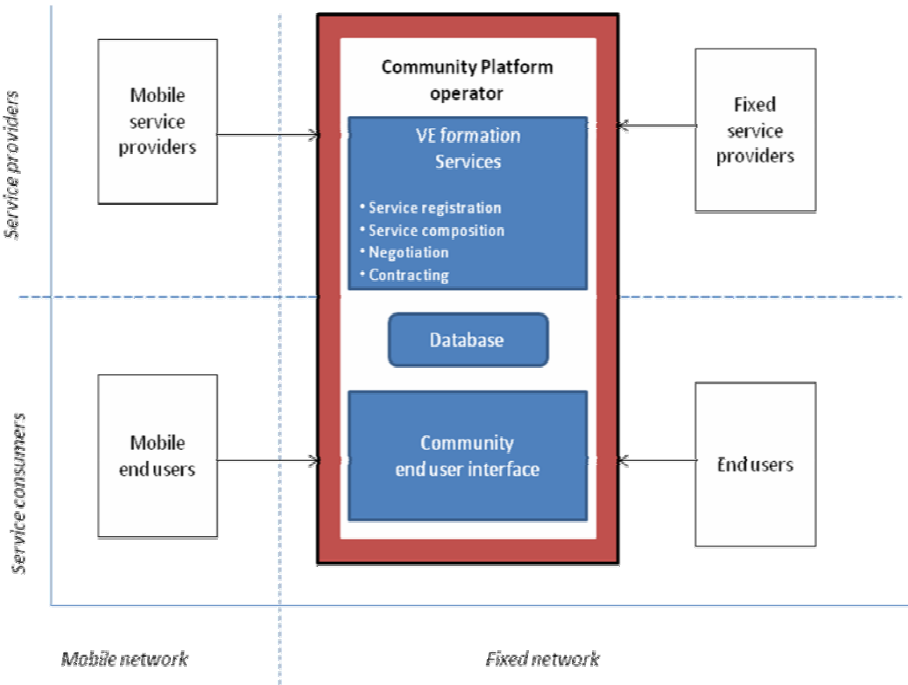 Service providers
Mobile
service
providers
Community Platform
operator
VE formation
Services
• Service registration
• Service composition
• Negotiation
• Contracting
Fixed
service
providers
Service consumers
Mobile
end users
Database
Community
end user interface
End users
Mobile network
Fixed network